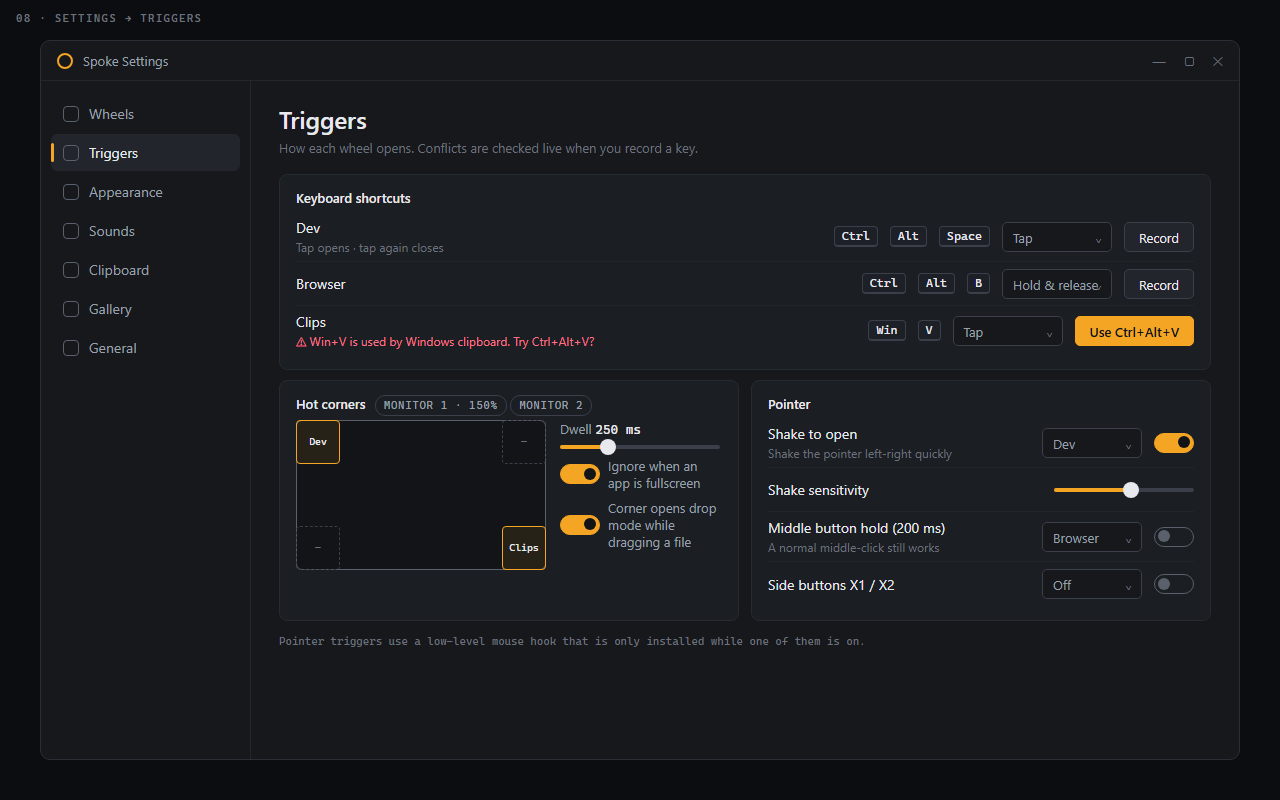 08 · SETTINGS → TRIGGERS
Spoke Settings
Wheels
Triggers
Appearance
Sounds
Clipboard
Gallery
General
Triggers
How each wheel opens. Conflicts are checked live when you record a key.
Keyboard shortcuts
Dev
Tap opens · tap again closes
Ctrl Alt Space Tap Record
Browser
Ctrl Alt B Hold & release Record
Clips
⚠ Win+V is used by Windows clipboard. Try Ctrl+Alt+V?
Win V Tap Use Ctrl+Alt+V
Hot corners MONITOR 1 · 150% MONITOR 2
Dev —
— Clips
Dwell 250 ms
Ignore when an
app is fullscreen
Corner opens drop
mode while
dragging a file
Pointer
Shake to open
Shake the pointer left-right quickly
Dev
Shake sensitivity
Middle button hold (200 ms)
A normal middle-click still works
Browser
Side buttons X1 / X2
Off
Pointer triggers use a low-level mouse hook that is only installed while one of them is on.